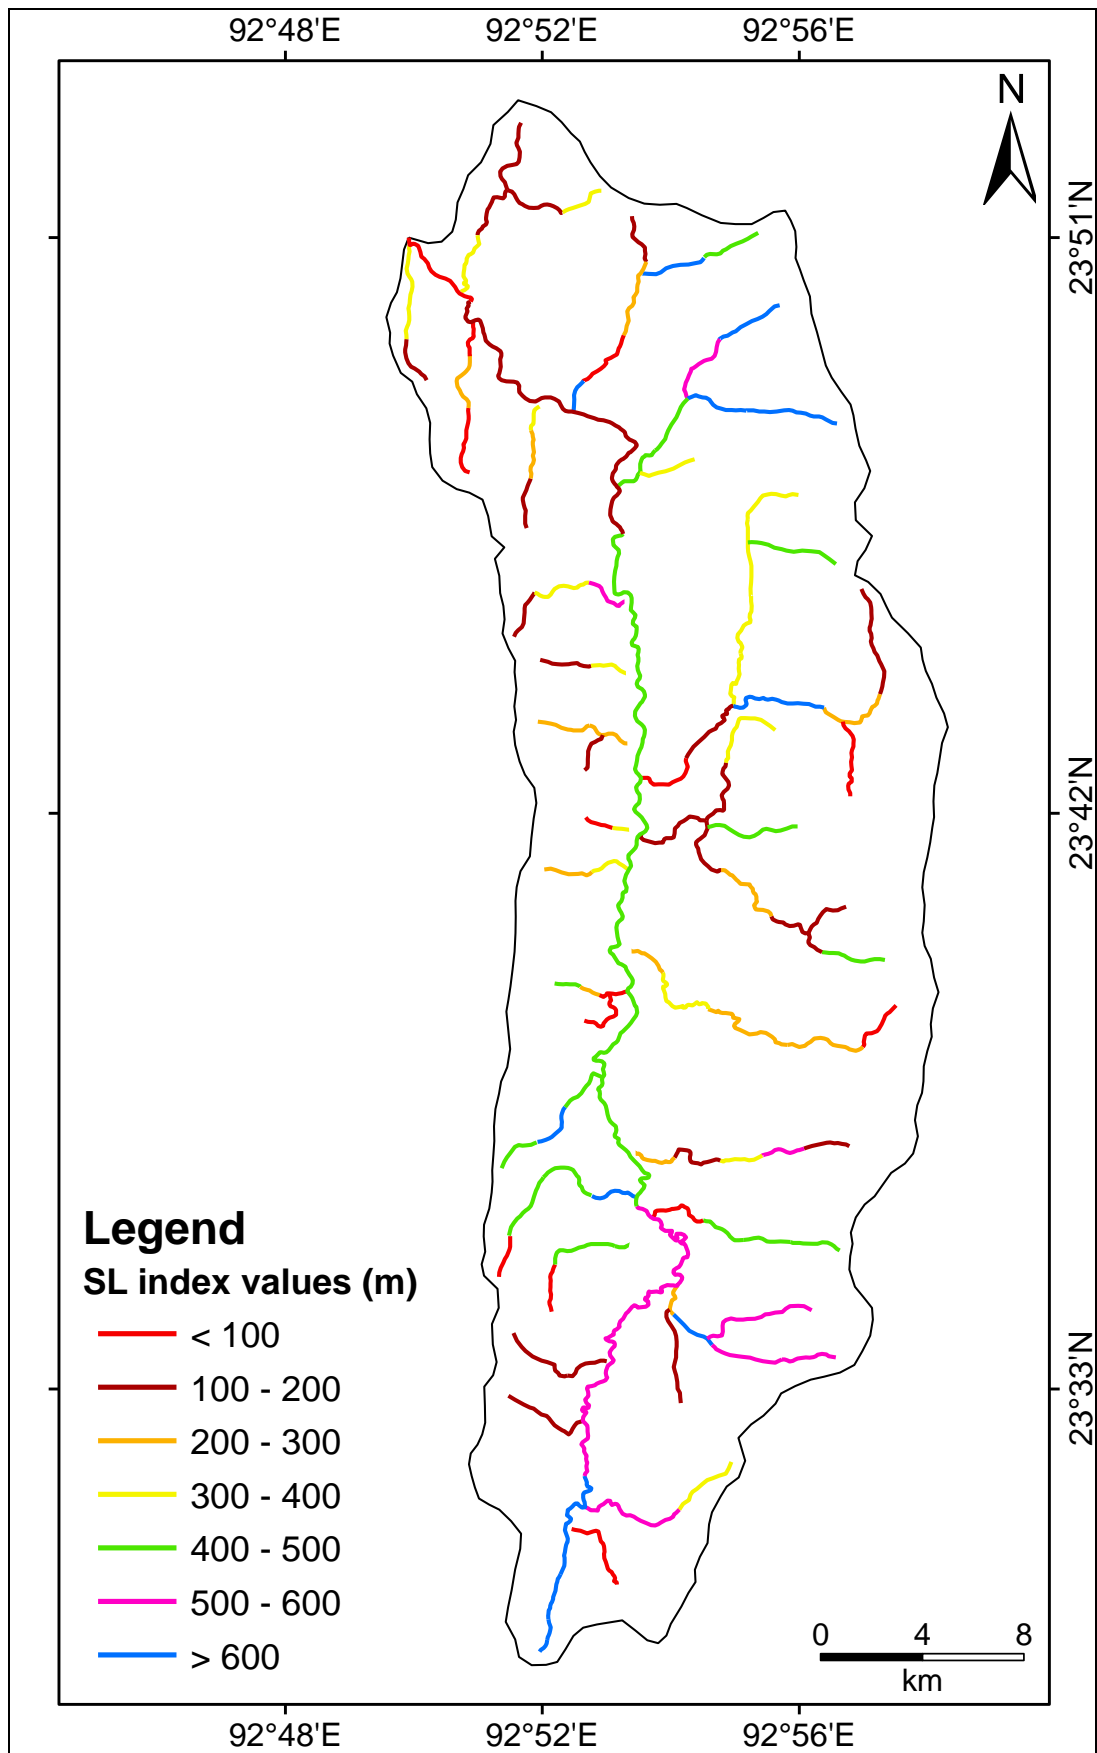 92°48'E 92°52'E 92°56'E
N
23°51'N
23°42'N
23°33'N
Legend
SL index values (m)
< 100
100 - 200
200 - 300
300 - 400
400 - 500
500 - 600
> 600
0 4 8
km
92°48'E 92°52'E 92°56'E